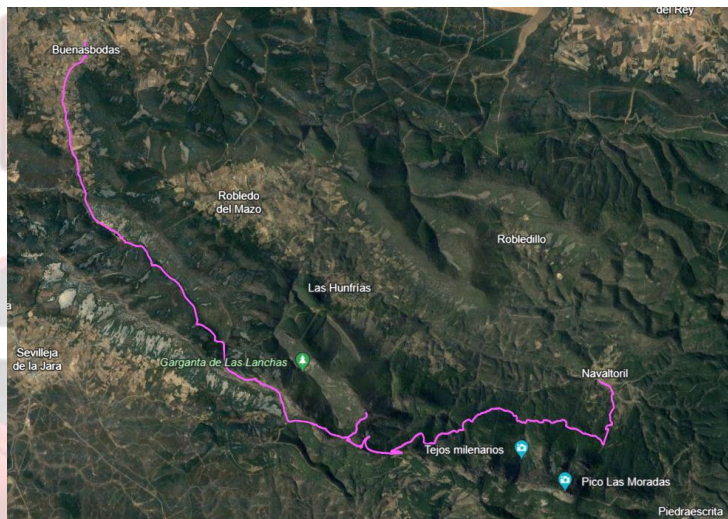 del Rey
Buenasbodas
Robledo
del Mazo
Robledillo
Las Hunfrías
a
Sevilleja
de la Jara
Garganta de Las Lanchas
Navaltoril
Tejos milenarios
Pico Las Moradas
Piedraescrita